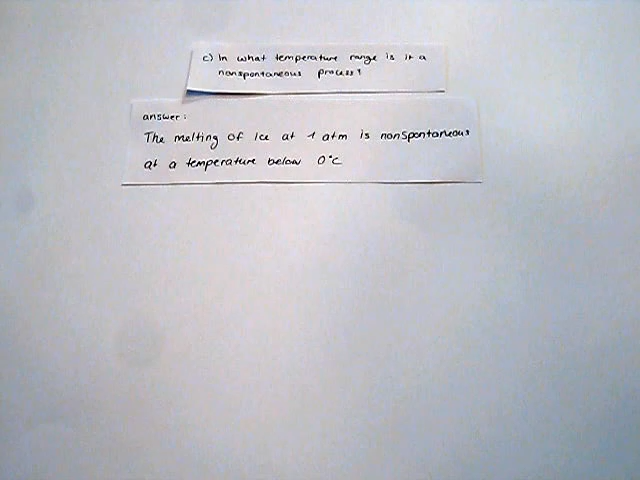 c) In what temperature range is it a
nonspontaneous process?
answer:
The melting of Ice at 1 atm is nonSpontaneous
at a temperature below 0°C